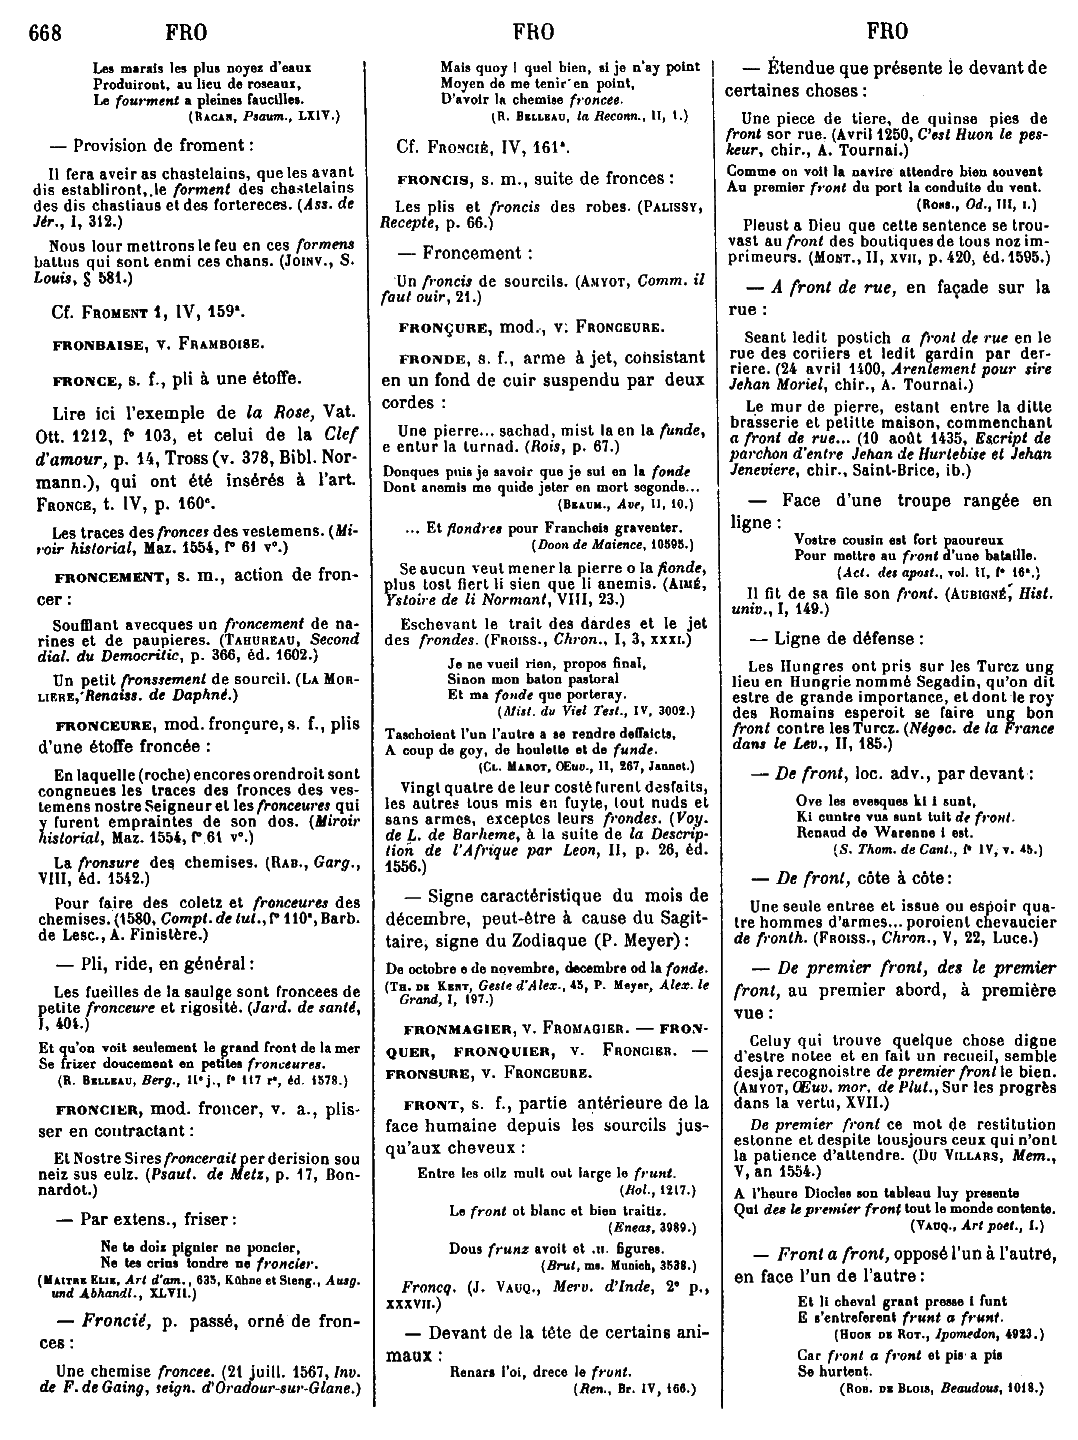 668 FRO FRO FRO
Les marais les plus noyez d'eaux
Produiront, au lieu de roseaux,
Le fourment a pleines faucilles.
(RACAN, Psaum., LXIV.)
— Provision de froment :
Il fera aveir as chastelains, que les avant
dis establiront, le forment des chastelains
des dis chastiaus et des fortereces. (Ass. de
Jér., I, 312.)
Nous lour mettrons le feu en ces formens
battus qui sont enmi ces chans. (JOINV., S.
Louis, § 581.)
Cf. FROMENT 1, IV, 159ª.
FRONBAISE, v. FRAMBOISE.
FRONCE, s. f., pli à une étoffe.
Lire ici l'exemple de la Rose, Vat.
Ott. 1212, f° 103, et celui de la Clef
d'amour, p. 14, Tross (v. 378, Bibl. Nor-
mann.), qui ont été insérés à l'art.
FRONCE, t. IV, p. 160ᶜ.
Les traces des fronces des vestemens. (Mi-
roir historial, Maz. 1554, f° 61 v°.)
FRONCEMENT, s. m., action de fron-
cer :
Soufflant avecques un froncement de na-
rines et de paupieres. (TAHUREAU, Second
dial. du Democritic, p. 366, éd. 1602.)
Un petit fronssement de sourcil. (LA MOR-
LIERE, Renaiss. de Daphné.)
FRONCEURE, mod. fronçure, s. f., plis
d'une étoffe froncée :
En laquelle (roche) encores orendroit sont
congneues les traces des fronces des ves-
temens nostre Seigneur et les fronceures qui
y furent empraintes de son dos. (Miroir
historial, Maz. 1554, f° 61 v°.)
La fronsure des chemises. (RAB., Garg.,
VIII, éd. 1542.)
Pour faire des coletz et fronceures des
chemises. (1580, Compt. de tut., f° 110ª, Barb.
de Lesc., A. Finistère.)
— Pli, ride, en général :
Les fueilles de la saulge sont froncees de
petite fronceure et rigosité. (Jard. de santé,
I, 401.)
Et qu'on voit seulement le grand front de la mer
Se frizer doucement en petites fronceures.
(R. BELLEAU, Berg., IIᵉ j., f° 117 r°, éd. 1578.)
FRONCIER, mod. froncer, v. a., plis-
ser en contractant :
Et Nostre Sires froncerait per derision sou
neiz sus eulz. (Psaut. de Metz, p. 17, Bon-
nardot.)
— Par extens., friser :
Ne te doiz pignier ne poncier,
Ne tes crins tondre ne froncier.
(MAITRE ELIE, Art d'am., 635, Kühne et Steng., Ausg.
und Abhandl., XLVII.)
— Froncié, p. passé, orné de fron-
ces :
Une chemise froncee. (21 juill. 1567, Inv.
de F. de Gaing, seign. d'Oradour-sur-Glane.)
Mais quoy ! quel bien, si je n'ay point
Moyen de me tenir en point,
D'avoir la chemise froncee.
(R. BELLEAU, la Reconn., II, 1.)
Cf. FRONCIÉ, IV, 161ª.
FRONCIS, s. m., suite de fronces :
Les plis et froncis des robes. (PALISSY,
Recepte, p. 66.)
— Froncement :
Un froncis de sourcils. (AMYOT, Comm. il
faut ouir, 21.)
FRONÇURE, mod., v. FRONCEURE.
FRONDE, s. f., arme à jet, consistant
en un fond de cuir suspendu par deux
cordes :
Une pierre... sachad, mist la en la funde,
e entur la turnad. (Rois, p. 67.)
Donques puis je savoir que je sui en la fonde
Dont anemis me quide jeter en mort segonde...
(BEAUM., Ave, II, 10.)
... Et flondres pour Francheis graventer.
(Doon de Maience, 10595.)
Se aucun veut mener la pierre o la fionde,
plus tost fiert li sien que li anemis. (AIMÉ,
Ystoire de li Normant, VIII, 23.)
Eschevant le trait des dardes et le jet
des frondes. (FROISS., Chron., I, 3, XXXI.)
Je ne vueil rien, propos final,
Sinon mon baton pastoral
Et ma fonde que porteray.
(Mist. du Viel Test., IV, 3002.)
Taschoient l'un l'autre a se rendre deffaicts,
A coup de goy, de houlette et de funde.
(CL. MAROT, OEuv., II, 267, Jannet.)
Vingt quatre de leur costé furent desfaits,
les autres tous mis en fuyte, tout nuds et
sans armes, exceptes leurs frondes. (Voy.
de L. de Barheme, à la suite de la Descrip-
tion de l'Afrique par Leon, II, p. 26, éd.
1556.)
— Signe caractéristique du mois de
décembre, peut-être à cause du Sagit-
taire, signe du Zodiaque (P. Meyer) :
De octobre e de novembre, decembre od la fonde.
(TH. DE KENT, Geste d'Alex., 45, P. Meyer, Alex. le
Grand, I, 197.)
FRONMAGIER, v. FROMAGIER. — FRON-
QUER, FRONQUIER, v. FRONCIER. —
FRONSURE, v. FRONCEURE.
FRONT, s. f., partie antérieure de la
face humaine depuis les sourcils jus-
qu'aux cheveux :
Entre les oilz mult out large le frunt.
(Rol., 1217.)
Le front ot blanc et bien traitiz.
(Eneas, 3989.)
Dous frunz avoit et .II. figures.
(Brut, ms. Munich, 3538.)
Froncq. (J. VAUQ., Merv. d'Inde, 2ᵉ p.,
XXXVII.)
— Devant de la tête de certains ani-
maux :
Renars l'oi, drece le front.
(Ren., Br. IV, 166.)
— Étendue que présente le devant de
certaines choses :
Une piece de tiere, de quinse pies de
front sor rue. (Avril 1250, C'est Huon le pes-
keur, chir., A. Tournai.)
Comme on voit la navire attendre bien souvent
Au premier front du port la conduite du vent.
(RONS., Od., III, I.)
Pleust a Dieu que cette sentence se trou-
vast au front des boutiques de tous noz im-
primeurs. (MONT., II, XVII, p. 420, éd. 1595.)
— A front de rue, en façade sur la
rue :
Seant ledit postich a front de rue en le
rue des coriiers et ledit gardin par der-
riere. (24 avril 1400, Arentement pour sire
Jehan Moriel, chir., A. Tournai.)
Le mur de pierre, estant entre la ditte
brasserie et petite maison, commenchant
a front de rue... (10 août 1435, Escript de
parchon d'entre Jehan de Hurtebise et Jehan
Jeneviere, chir., Saint-Brice, ib.)
— Face d'une troupe rangée en
ligne :
Vostre cousin est fort paoureux
Pour mettre au front d'une bataille.
(Act. des apost., vol. II, f° 16ª.)
Il fit de sa file son front. (AUBIGNÉ, Hist.
univ., I, 149.)
— Ligne de défense :
Les Hungres ont pris sur les Turcz ung
lieu en Hungrie nommé Segadin, qu'on dit
estre de grande importance, et dont le roy
des Romains esperoit se faire ung bon
front contre les Turcz. (Négoc. de la France
dans le Lev., II, 185.)
— De front, loc. adv., par devant :
Ove les evesques ki i sunt,
Ki cuntre vus sunt tuit de front.
Renaud de Warenne i est.
(S. Thom. de Cant., f° IV, v. 45.)
— De front, côte à côte :
Une seule entree et issue ou espoir qua-
tre hommes d'armes... poroient chevaucier
de fronth. (FROISS., Chron., V, 22, Luce.)
— De premier front, des le premier
front, au premier abord, à première
vue :
Celuy qui trouve quelque chose digne
d'estre notee et en fait un recueil, semble
desja recognoistre de premier front le bien.
(AMYOT, Œuv. mor. de Plut., Sur les progrès
dans la vertu, XVII.)
De premier front ce mot de restitution
estonne et despite tousjours ceux qui n'ont
la patience d'attendre. (DU VILLARS, Mem.,
V, an 1554.)
A l'heure Diocles son tableau luy presente
Qui des le premier front tout le monde contente.
(VAUQ., Art poet., I.)
— Front a front, opposé l'un à l'autre,
en face l'un de l'autre :
Et li cheval grant presse i funt
E s'entreferent frunt a frunt.
(HUON DE ROT., Ipomedon, 4923.)
Car front a front et pis a pis
Se hurtent.
(ROB. DE BLOIS, Beaudous, 1018.)